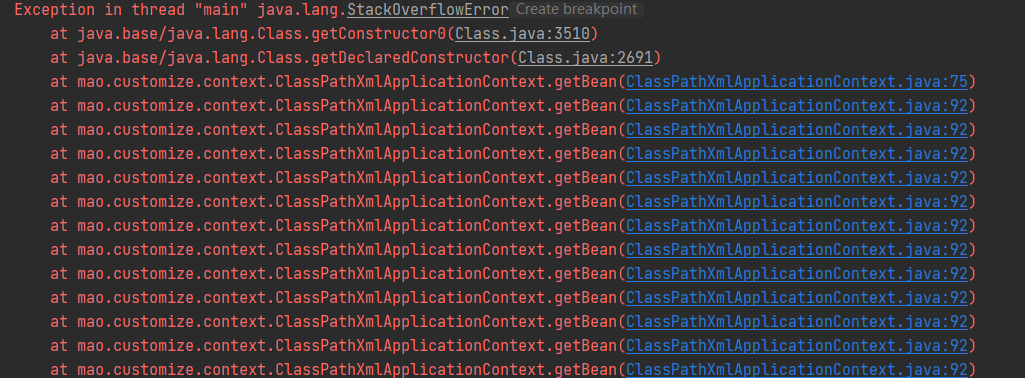 Exception in thread "main" java.lang.StackOverflowError Create breakpoint
at java.base/java.lang.Class.getConstructor0(Class.java:3510)
at java.base/java.lang.Class.getDeclaredConstructor(Class.java:2691)
at mao.customize.context.ClassPathXmlApplicationContext.getBean(ClassPathXmlApplicationContext.java:75)
at mao.customize.context.ClassPathXmlApplicationContext.getBean(ClassPathXmlApplicationContext.java:92)
at mao.customize.context.ClassPathXmlApplicationContext.getBean(ClassPathXmlApplicationContext.java:92)
at mao.customize.context.ClassPathXmlApplicationContext.getBean(ClassPathXmlApplicationContext.java:92)
at mao.customize.context.ClassPathXmlApplicationContext.getBean(ClassPathXmlApplicationContext.java:92)
at mao.customize.context.ClassPathXmlApplicationContext.getBean(ClassPathXmlApplicationContext.java:92)
at mao.customize.context.ClassPathXmlApplicationContext.getBean(ClassPathXmlApplicationContext.java:92)
at mao.customize.context.ClassPathXmlApplicationContext.getBean(ClassPathXmlApplicationContext.java:92)
at mao.customize.context.ClassPathXmlApplicationContext.getBean(ClassPathXmlApplicationContext.java:92)
at mao.customize.context.ClassPathXmlApplicationContext.getBean(ClassPathXmlApplicationContext.java:92)
at mao.customize.context.ClassPathXmlApplicationContext.getBean(ClassPathXmlApplicationContext.java:92)
at mao.customize.context.ClassPathXmlApplicationContext.getBean(ClassPathXmlApplicationContext.java:92)
at mao.customize.context.ClassPathXmlApplicationContext.getBean(ClassPathXmlApplicationContext.java:92)